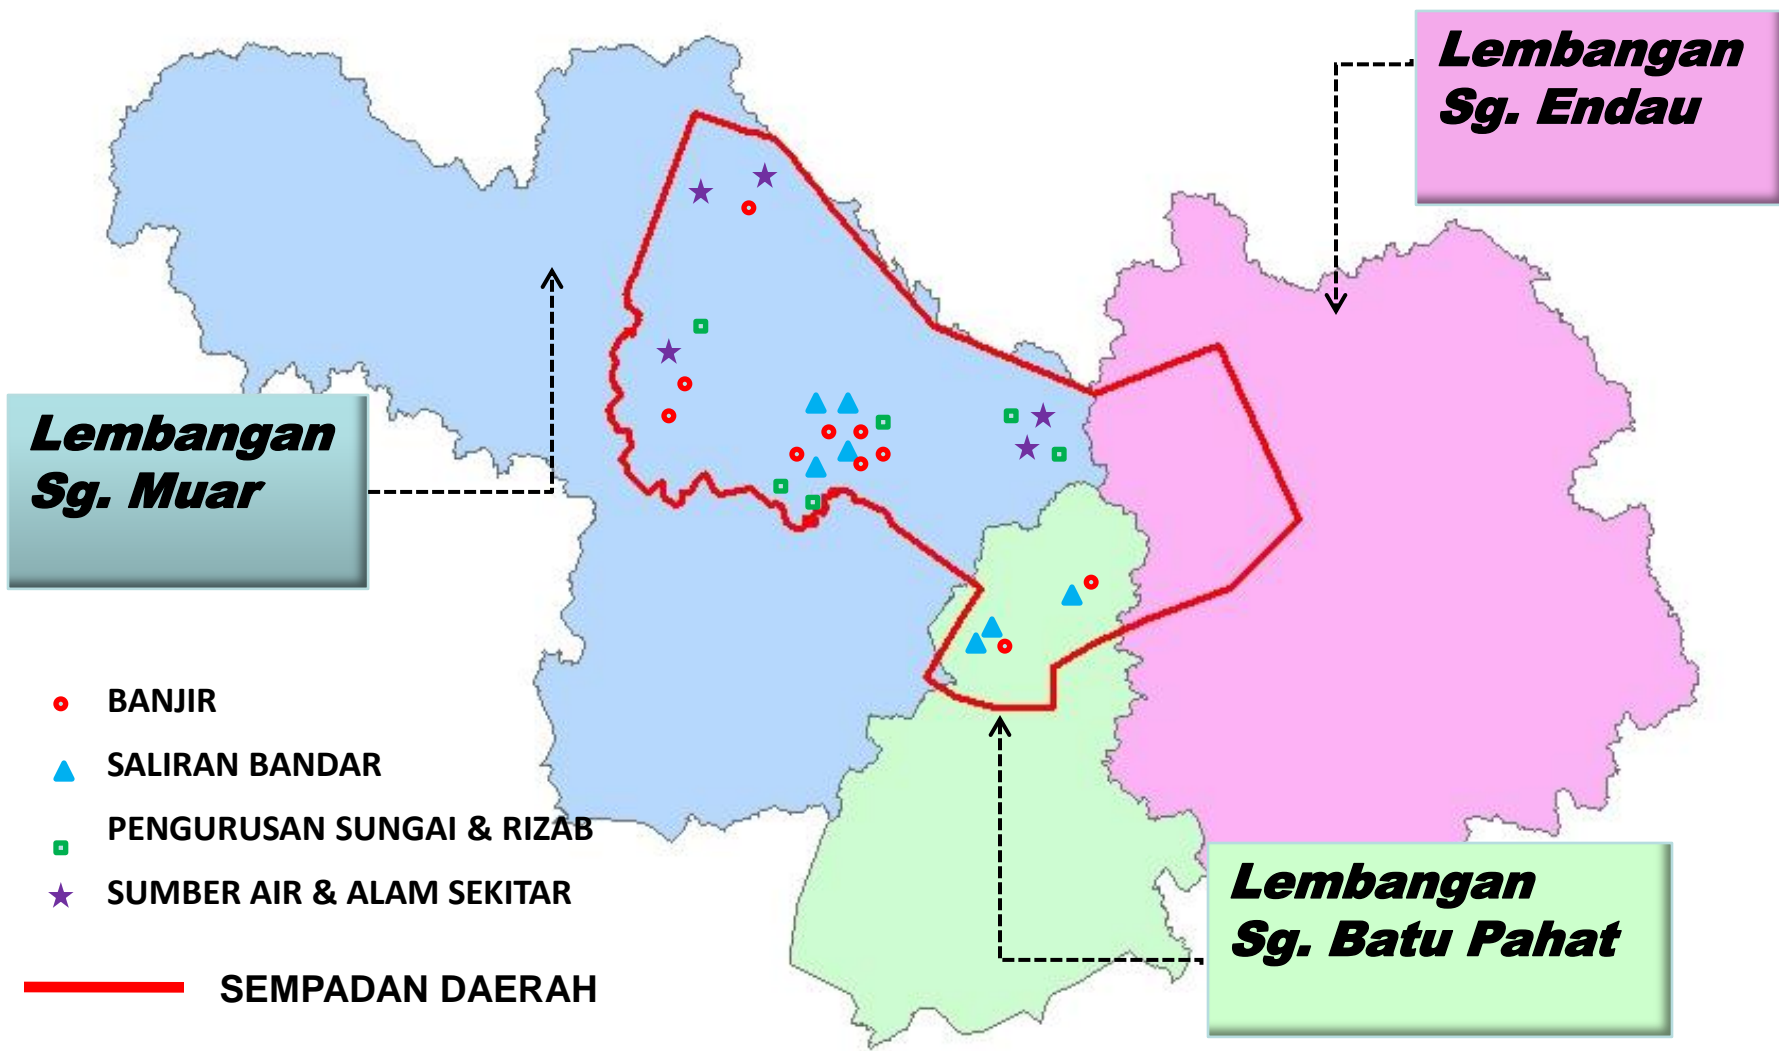 Lembangan
Sg. Endau
Lembangan
Sg. Muar
BANJIR
SALIRAN BANDAR
PENGURUSAN SUNGAI & RIZAB
SUMBER AIR & ALAM SEKITAR
SEMPADAN DAERAH
Lembangan
Sg. Batu Pahat